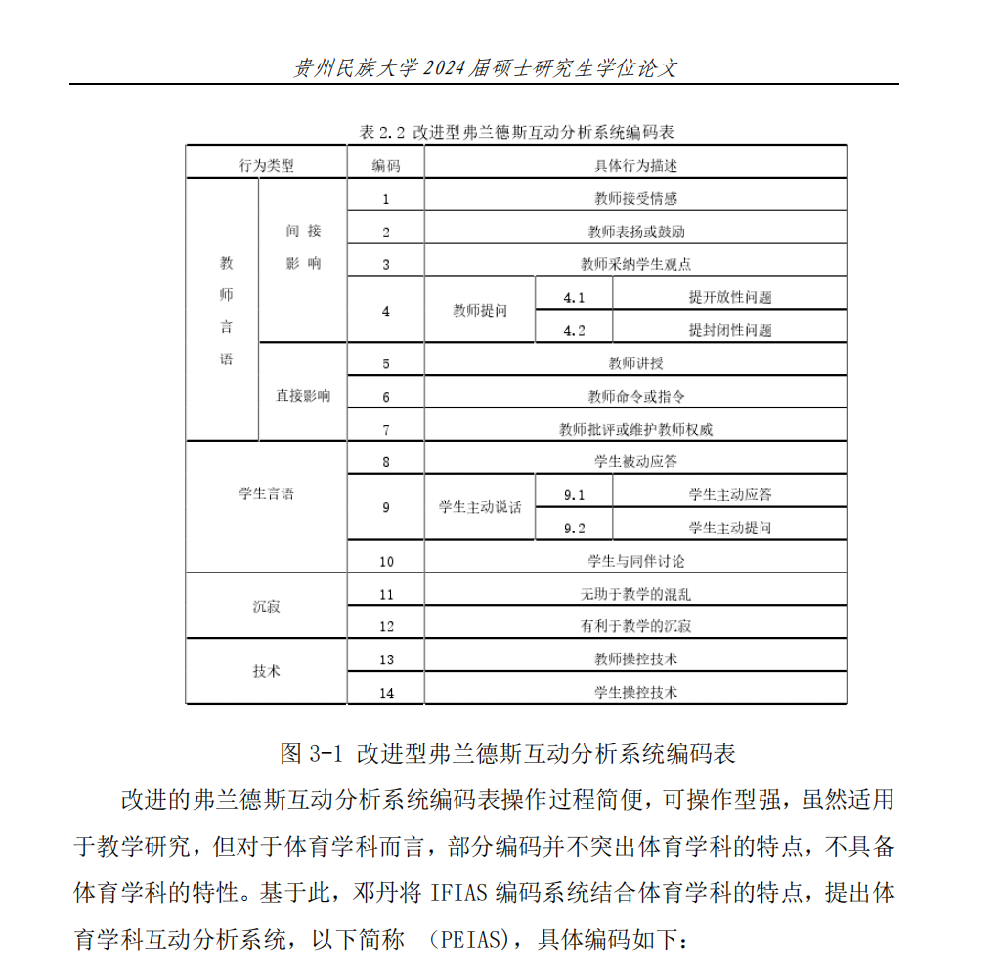 贵州民族大学 2024 届硕士研究生学位论文
表 2.2 改进型弗兰德斯互动分析系统编码表
行为类型 编码 具体行为描述
教师言语
间接影响
1 教师接受情感
2 教师表扬或鼓励
3 教师采纳学生观点
4 教师提问
4.1 提开放性问题
4.2 提封闭性问题
直接影响
5 教师讲授
6 教师命令或指令
7 教师批评或维护教师权威
学生言语
8 学生被动应答
9 学生主动说话
9.1 学生主动应答
9.2 学生主动提问
10 学生与同伴讨论
沉寂
11 无助于教学的混乱
12 有利于教学的沉寂
技术
13 教师操控技术
14 学生操控技术
图 3-1 改进型弗兰德斯互动分析系统编码表
改进的弗兰德斯互动分析系统编码表操作过程简便，可操作型强，虽然适用
于教学研究，但对于体育学科而言，部分编码并不突出体育学科的特点，不具备
体育学科的特性。基于此，邓丹将 IFIAS 编码系统结合体育学科的特点，提出体
育学科互动分析系统，以下简称 （PEIAS)，具体编码如下：